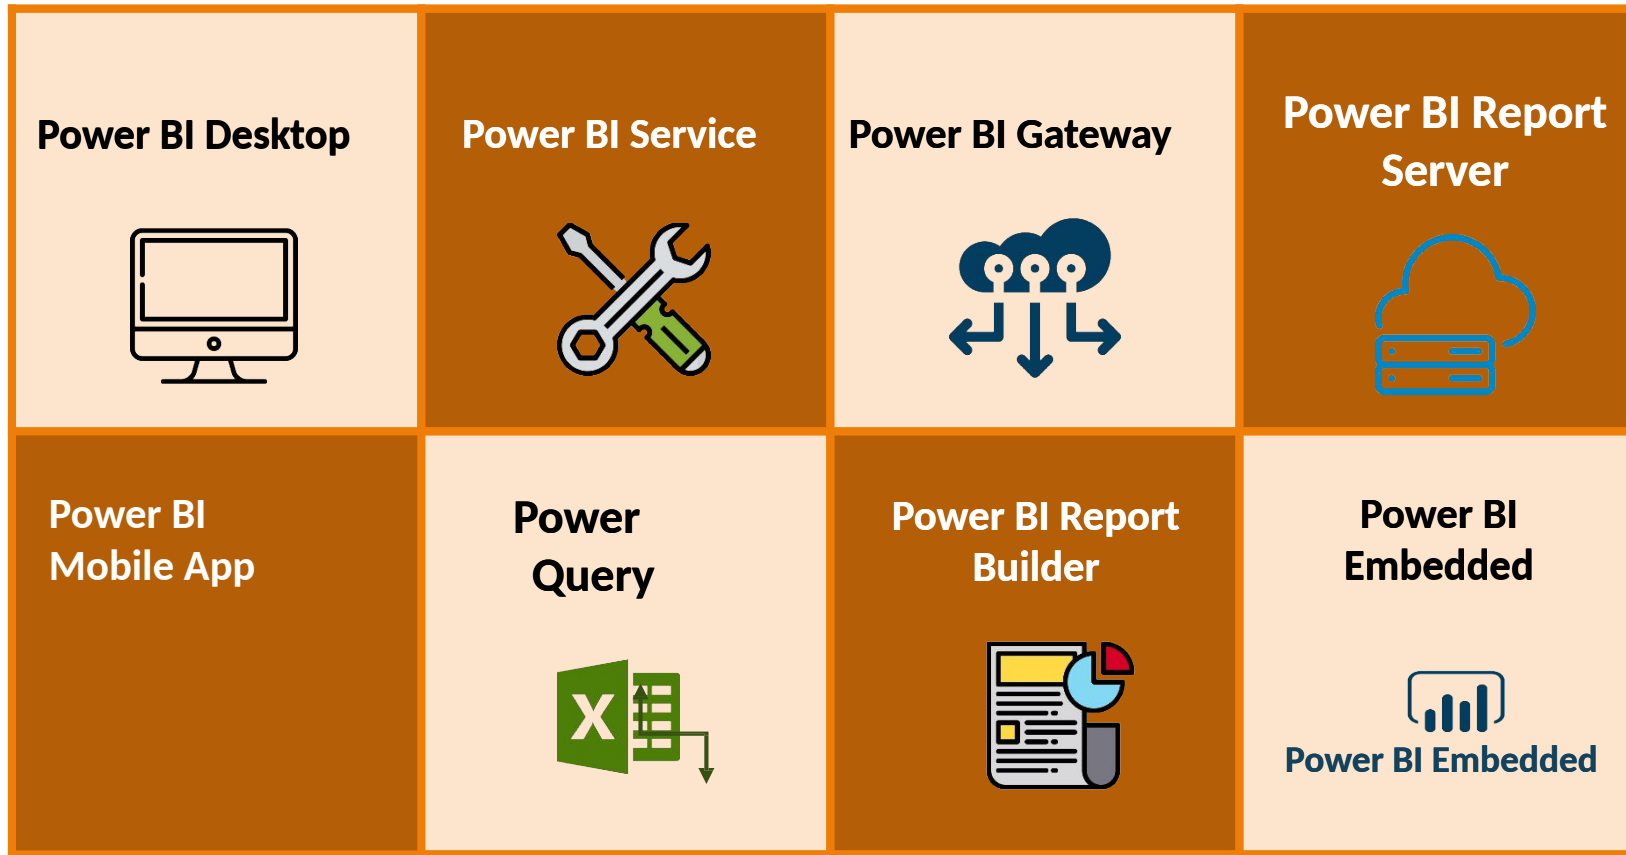 Power BI Desktop
Power BI Service
Power BI Gateway
Power BI Report
Server
Power BI
Mobile App
Power
Query
X
Power BI Report
Builder
Power BI
Embedded
Power BI Embedded